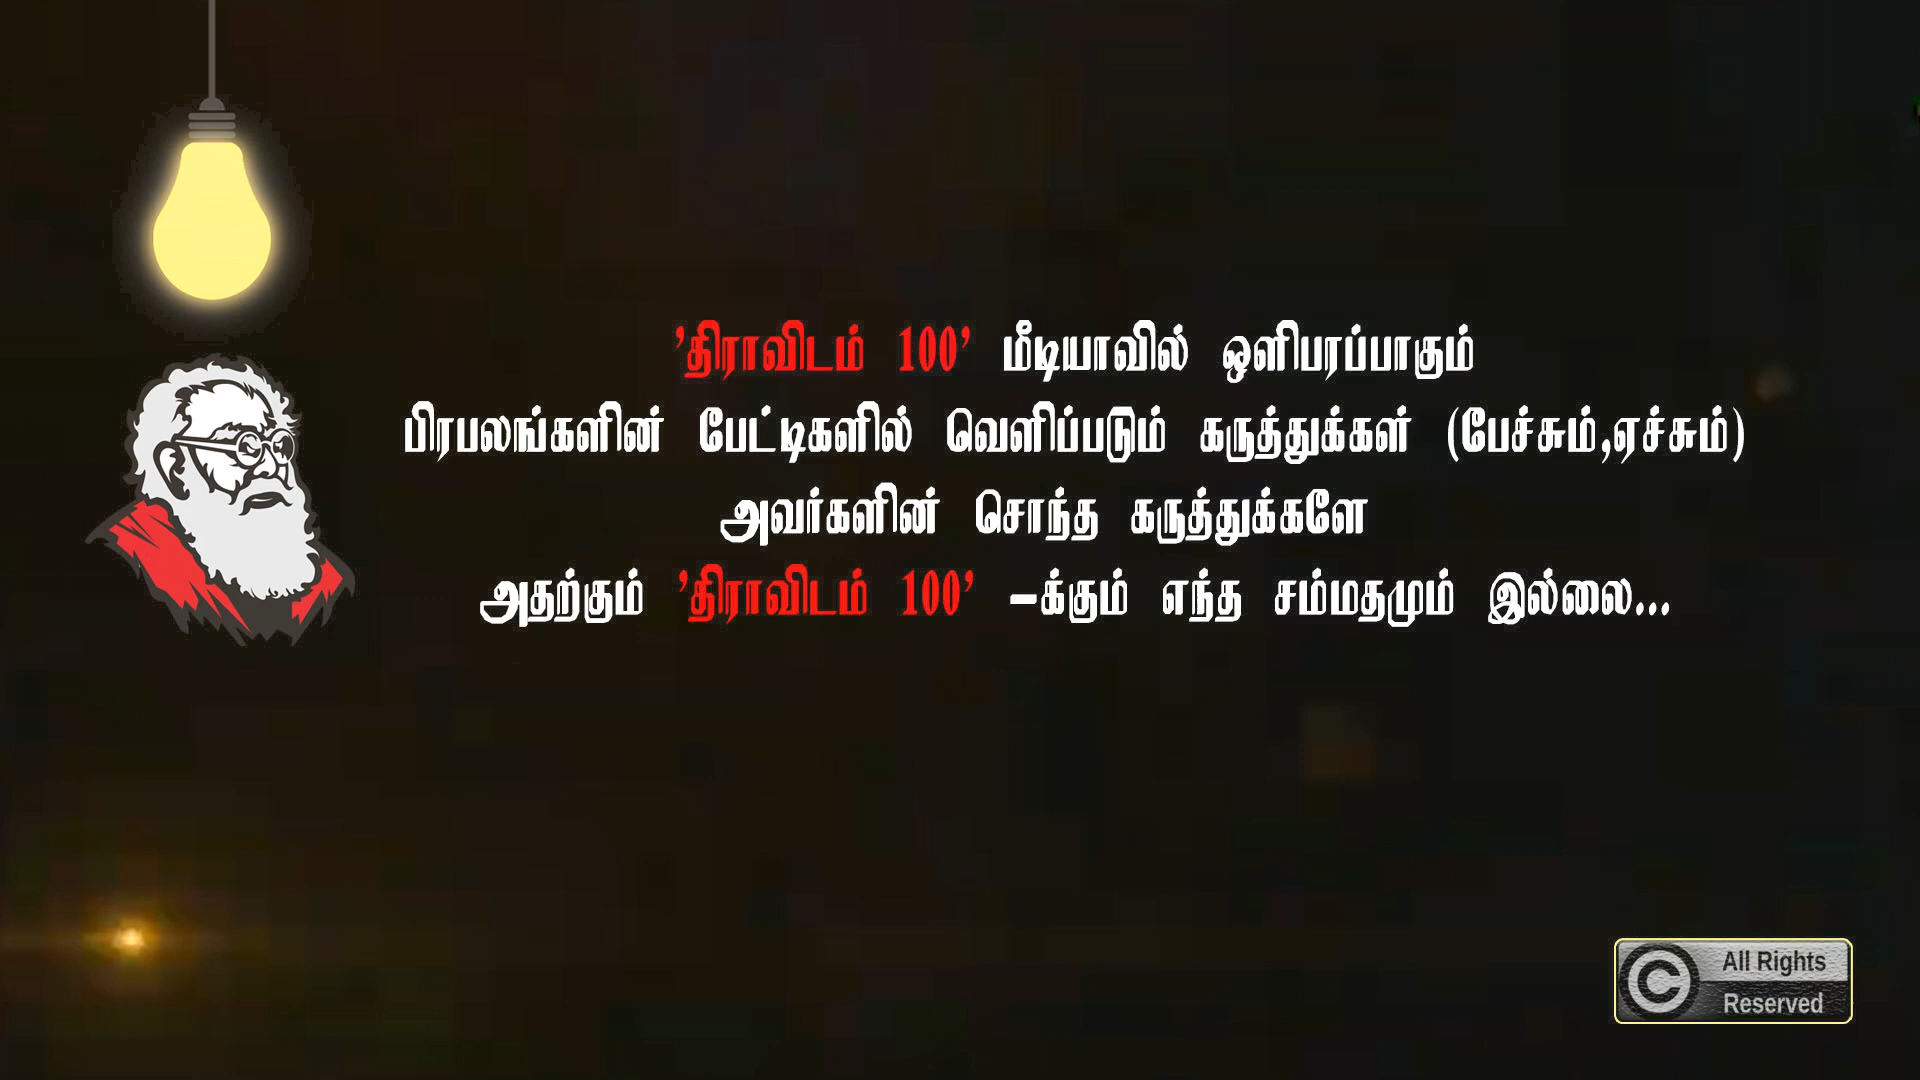 'திராவிடம் 100' மீடியாவில் ஒளிபரப்பாகும்
பிரபலங்களின் பேட்டிகளில் வெளிப்படும் கருத்துக்கள் (பேச்சும்,ஏச்சும்)
அவர்களின் சொந்த கருத்துக்களே
அதற்கும் 'திராவிடம் 100' -க்கும் எந்த சம்மதமும் இல்லை...
© All Rights
Reserved